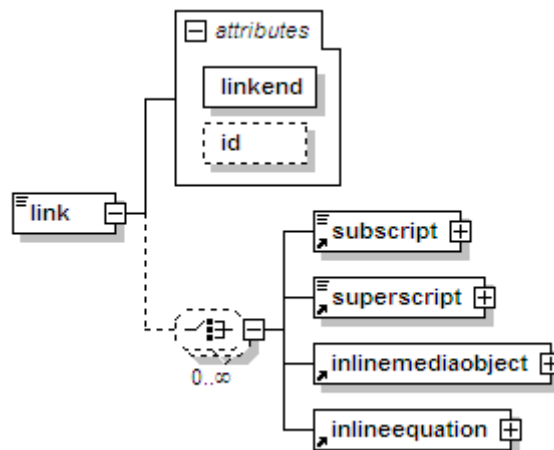 attributes
linkend
id
link
subscript
superscript
inlinemediaobject
inlineequation
0..∞